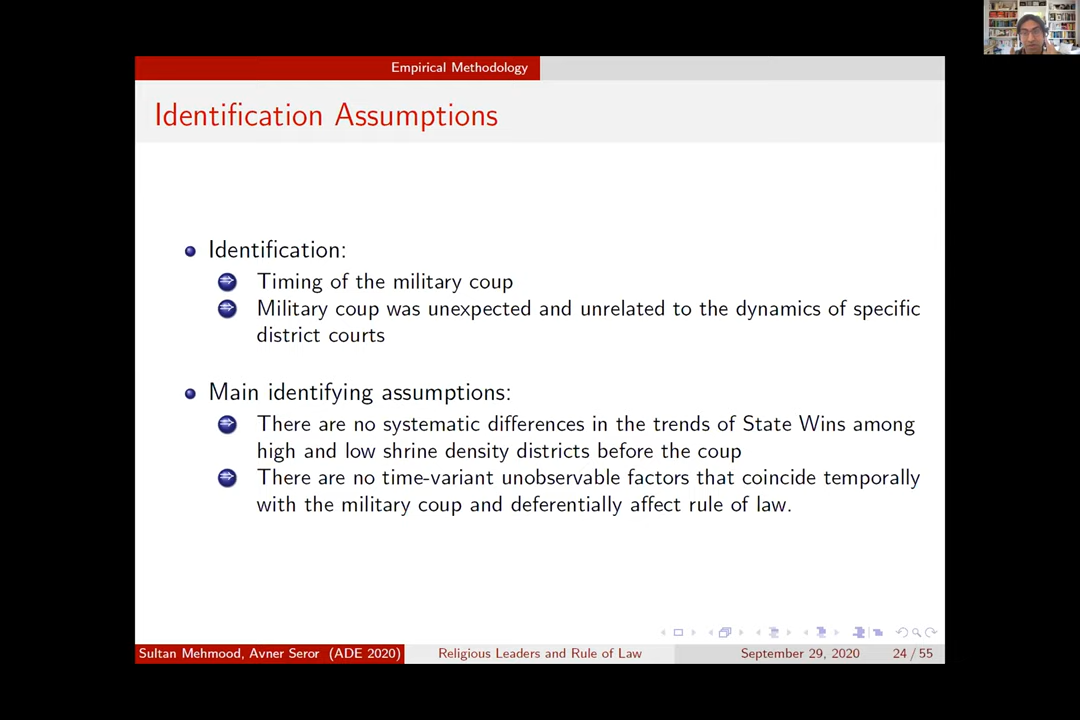 Empirical Methodology
Identification Assumptions
Identification:
Timing of the military coup
Military coup was unexpected and unrelated to the dynamics of specific
district courts
Main identifying assumptions:
There are no systematic differences in the trends of State Wins among
high and low shrine density districts before the coup
There are no time-variant unobservable factors that coincide temporally
with the military coup and deferentially affect rule of law.
Sultan Mehmood, Avner Seror (ADE 2020) Religious Leaders and Rule of Law September 29, 2020 24 / 55